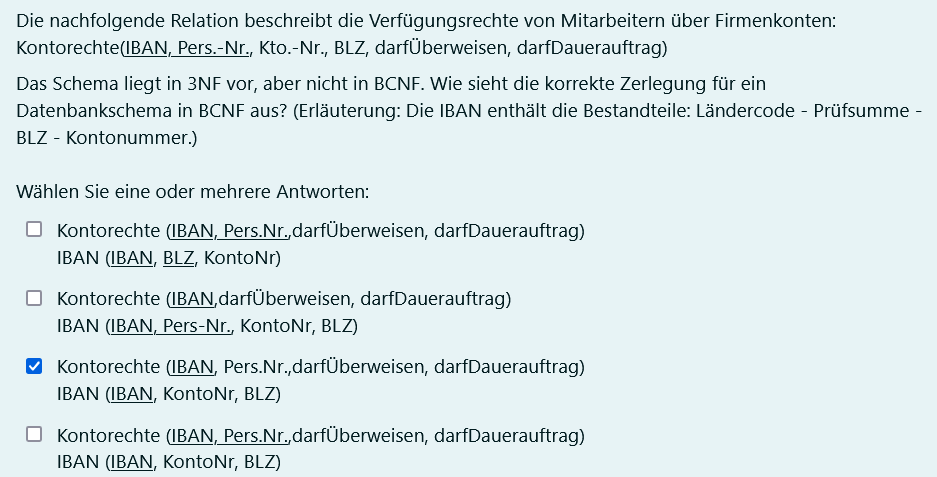 Die nachfolgende Relation beschreibt die Verfügungsrechte von Mitarbeitern über Firmenkonten:
Kontorechte(IBAN, Pers.-Nr., Kto.-Nr., BLZ, darfÜberweisen, darfDauerauftrag)
Das Schema liegt in 3NF vor, aber nicht in BCNF. Wie sieht die korrekte Zerlegung für ein
Datenbankschema in BCNF aus? (Erläuterung: Die IBAN enthält die Bestandteile: Ländercode - Prüfsumme -
BLZ - Kontonummer.)
Wählen Sie eine oder mehrere Antworten:
Kontorechte (IBAN, Pers.Nr.,darfÜberweisen, darfDauerauftrag)
IBAN (IBAN, BLZ, KontoNr)
Kontorechte (IBAN,darfÜberweisen, darfDauerauftrag)
IBAN (IBAN, Pers-Nr., KontoNr, BLZ)
Kontorechte (IBAN, Pers.Nr.,darfÜberweisen, darfDauerauftrag)
IBAN (IBAN, KontoNr, BLZ)
Kontorechte (IBAN, Pers.Nr.,darfÜberweisen, darfDauerauftrag)
IBAN (IBAN, KontoNr, BLZ)